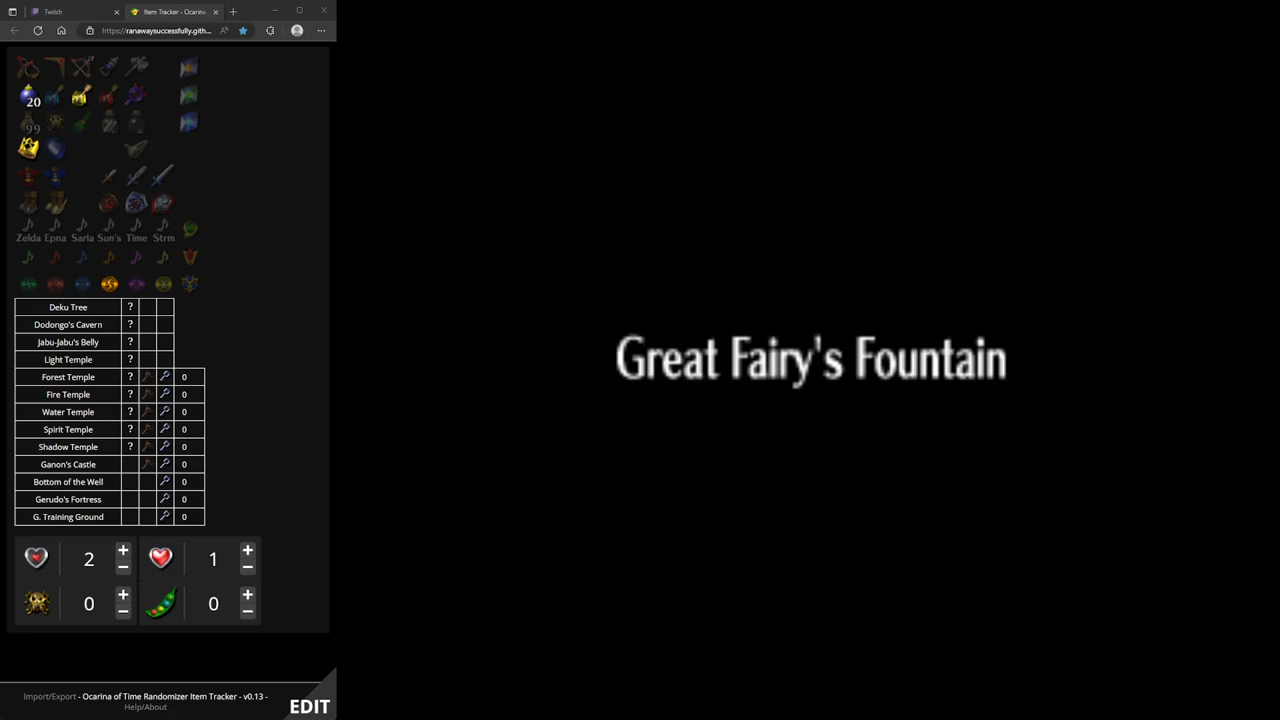 Twitch
Item Tracker - Ocarin
https://ranawaysuccessfully.gith...
20
99
Zelda Epna Sarla Sun's Time Strm
Deku Tree ?
Dodongo's Cavern ?
Jabu-Jabu's Belly ?
Light Temple ?
Forest Temple ? 0
Fire Temple ? 0
Water Temple ? 0
Spirit Temple ? 0
Shadow Temple ? 0
Ganon's Castle 0
Bottom of the Well 0
Gerudo's Fortress 0
G. Training Ground 0
2 + − 1 + −
0 + − 0 + −
Import/Export - Ocarina of Time Randomizer Item Tracker - v0.13 -
Help/About
EDIT
Great Fairy's Fountain